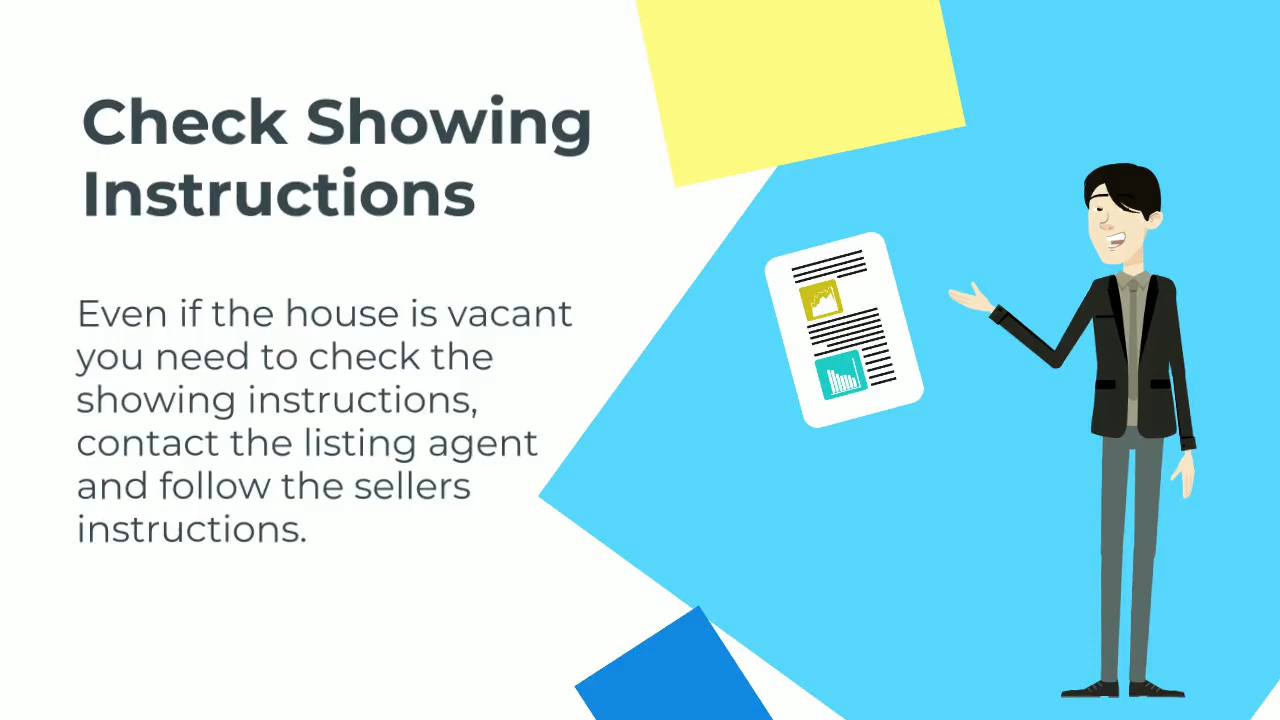 Check Showing
Instructions
Even if the house is vacant
you need to check the
showing instructions,
contact the listing agent
and follow the sellers
instructions.